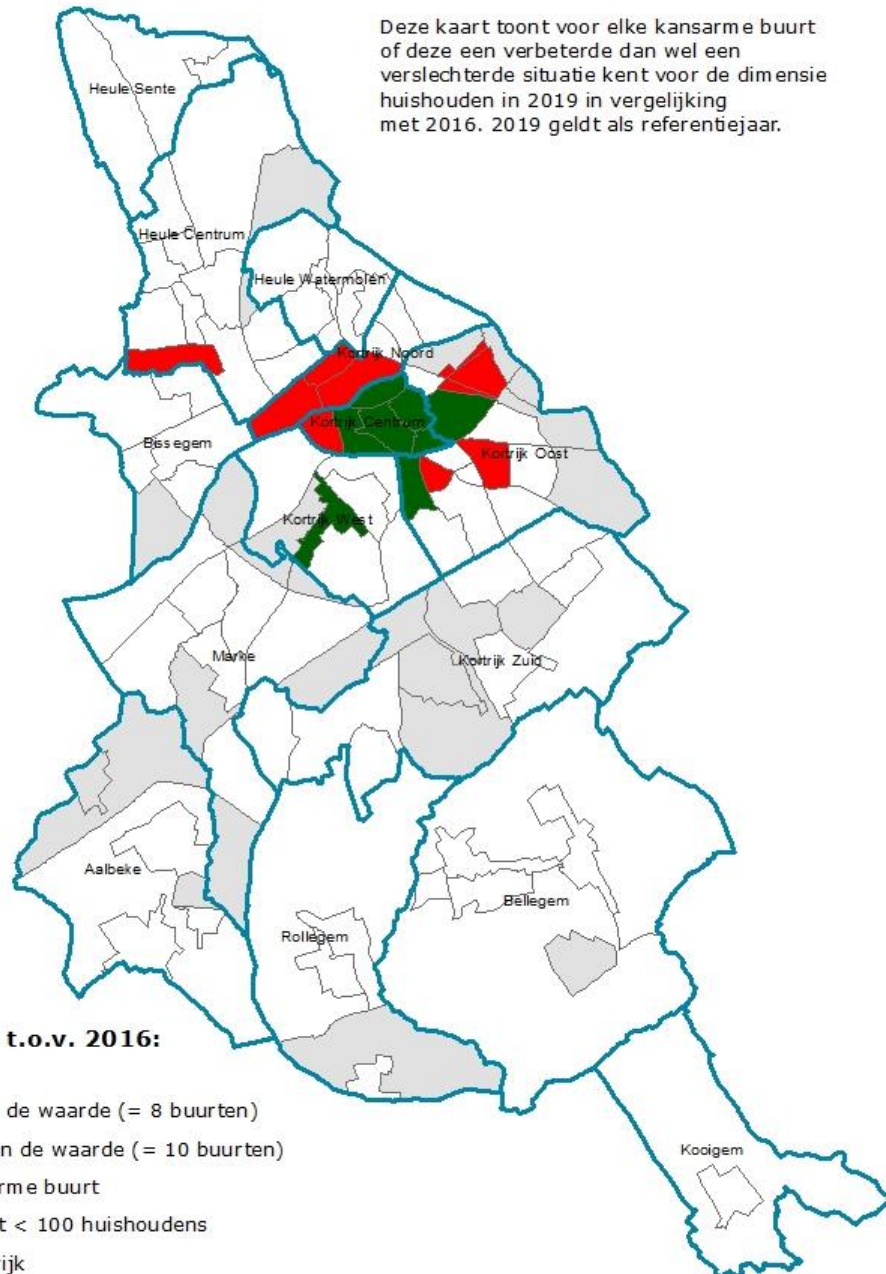 Deze kaart toont voor elke kansarme buurt
of deze een verbeterde dan wel een
verslechterde situatie kent voor de dimensie
huishouden in 2019 in vergelijking
met 2016. 2019 geldt als referentiejaar.
Heule Sente
Heule Centrum
Heule Watermolen
Kortrijk Noord
Kortrijk Centrum
Bissegem
Kortrijk Oost
Kortrijk West
Marke
Kortrijk Zuid
Aalbeke
Bellegem
Rollegem
t.o.v. 2016:
de waarde (= 8 buurten)
de waarde (= 10 buurten)
buurt
< 100 huishoudens
Kooigem